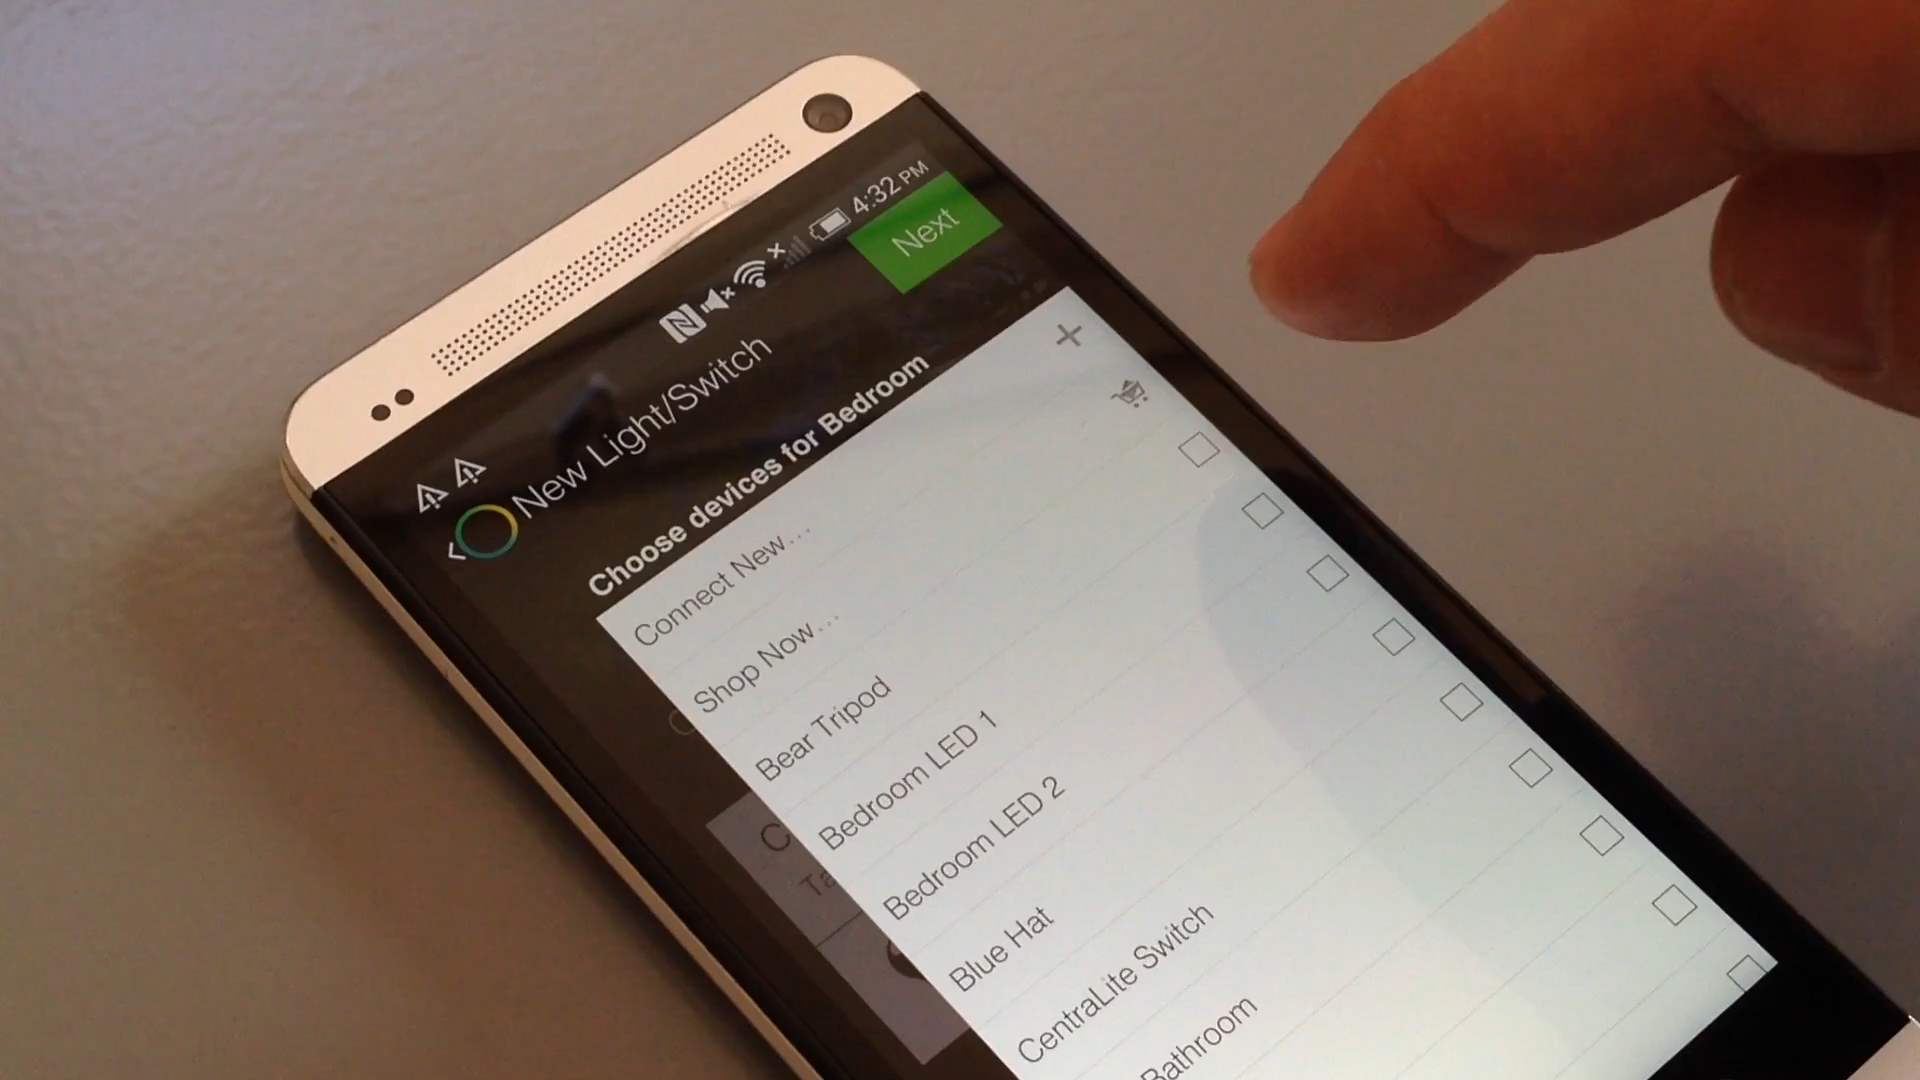 4:32 PM
New Light/Switch
Next
Choose devices for Bedroom
Connect New...
Shop Now...
Bear Tripod
Bedroom LED 1
Bedroom LED 2
Blue Hat
CentraLite Switch
Bathroom